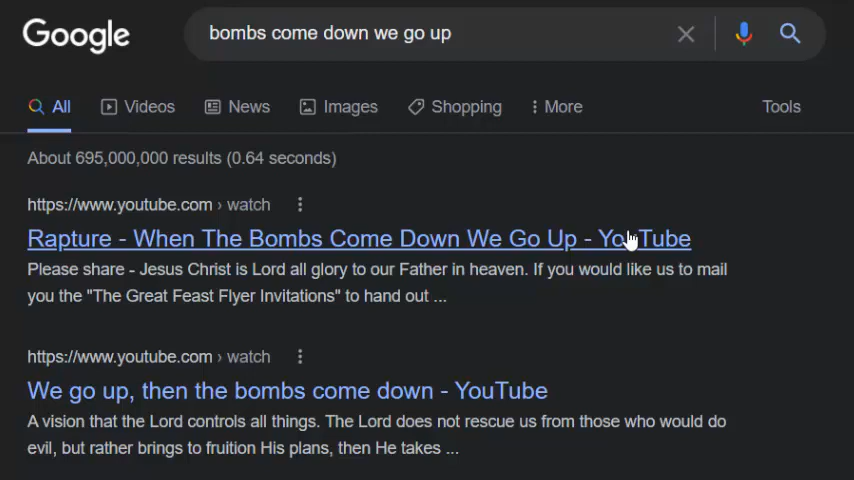 Google
bombs come down we go up
All Videos News Images Shopping More Tools
About 695,000,000 results (0.64 seconds)
https://www.youtube.com › watch
Rapture - When The Bombs Come Down We Go Up - YouTube
Please share - Jesus Christ is Lord all glory to our Father in heaven. If you would like us to mail
you the "The Great Feast Flyer Invitations" to hand out ...
https://www.youtube.com › watch
We go up, then the bombs come down - YouTube
A vision that the Lord controls all things. The Lord does not rescue us from those who would do
evil, but rather brings to fruition His plans, then He takes ...